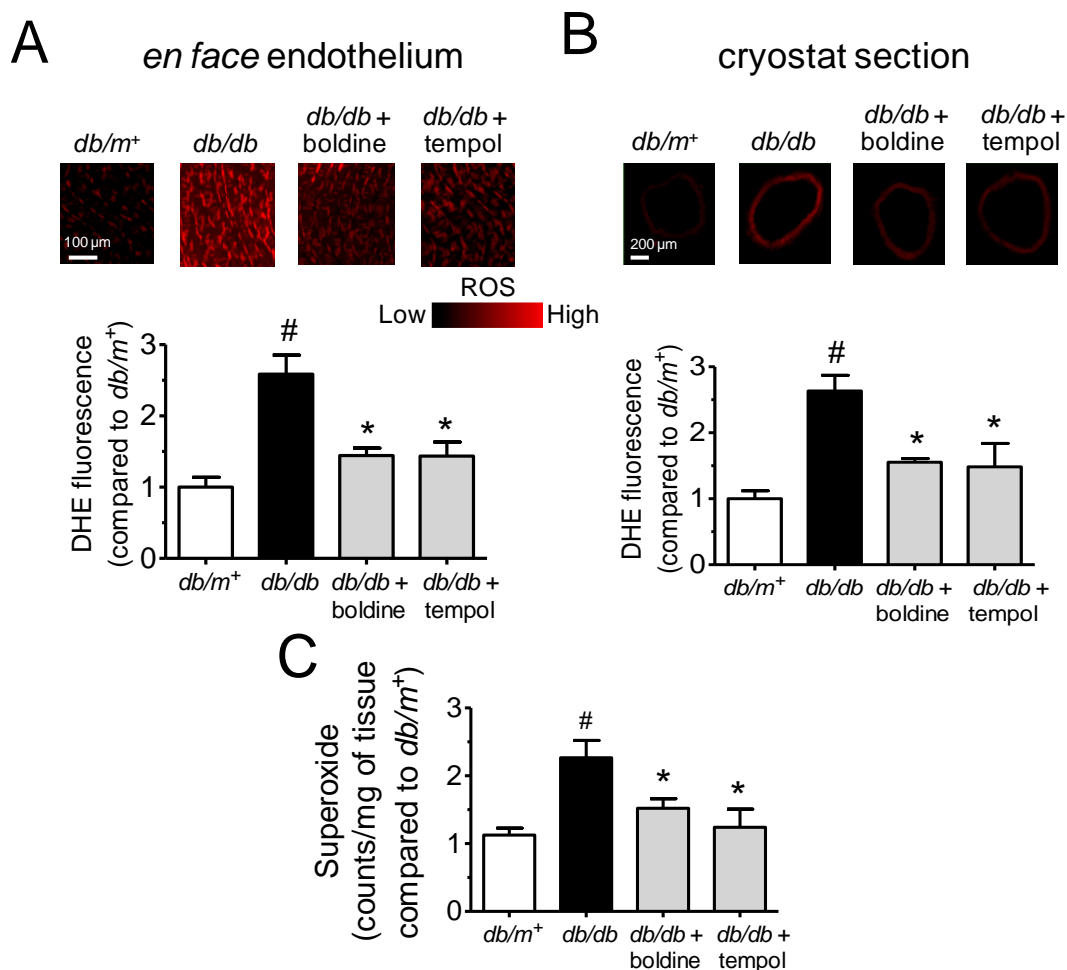 A
en face endothelium
db/m+
db/db
db/db +
boldine
db/db +
tempol
100 µm
ROS
Low
High
DHE fluorescence
(compared to db/m+)
3
2
1
0
#
*
*
db/m+
db/db
db/db +
boldine
db/db +
tempol
B
cryostat section
db/m+
db/db
db/db +
boldine
db/db +
tempol
200 µm
DHE fluorescence
(compared to db/m+)
3
2
1
0
#
*
*
db/m+
db/db
db/db +
boldine
db/db +
tempol
C
Superoxide
(counts/mg of tissue
compared to db/m+)
3
2
1
0
#
*
*
db/m+
db/db
db/db +
boldine
db/db +
tempol